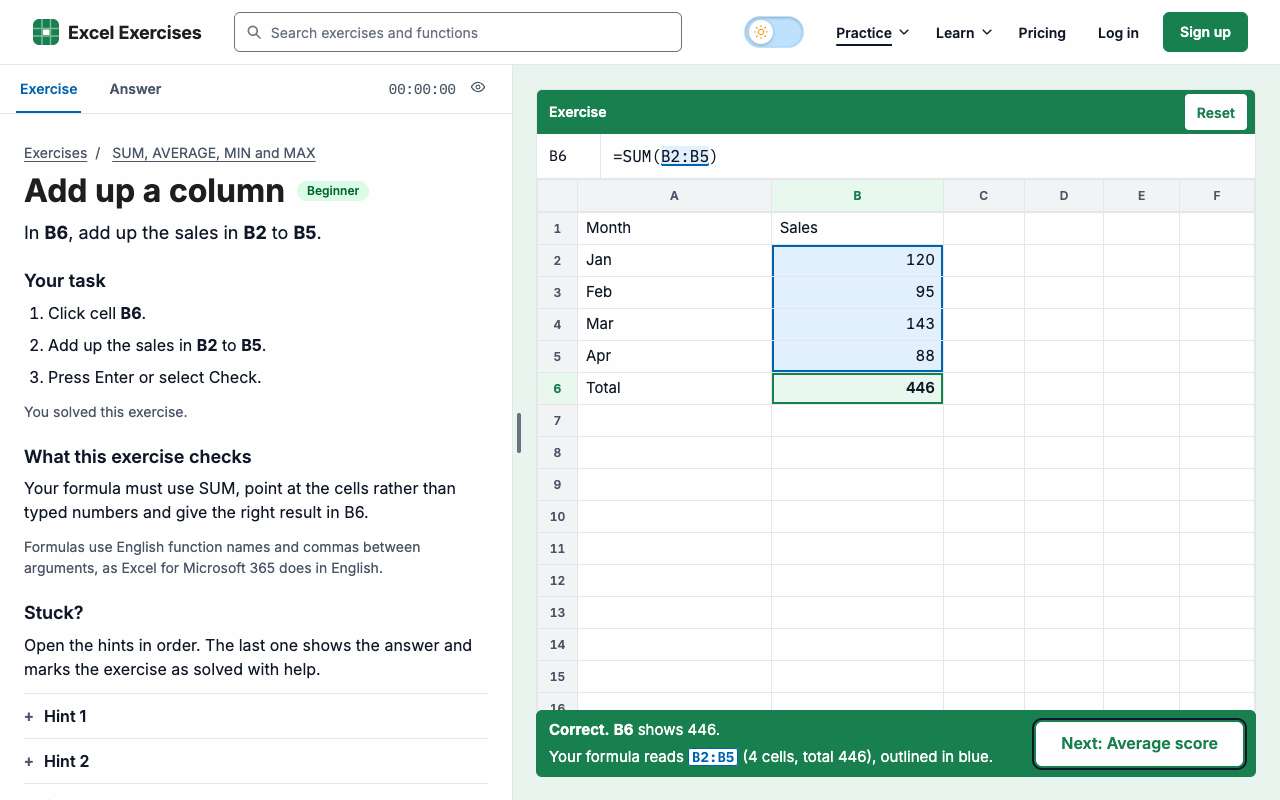 Excel Exercises
Search exercises and functions
Practice
Learn
Pricing
Log in
Sign up
Exercise
Answer
00:00:00
Exercises / SUM, AVERAGE, MIN and MAX
Add up a column
Beginner
In B6, add up the sales in B2 to B5.
Your task
1. Click cell B6.
2. Add up the sales in B2 to B5.
3. Press Enter or select Check.
You solved this exercise.
What this exercise checks
Your formula must use SUM, point at the cells rather than
typed numbers and give the right result in B6.
Formulas use English function names and commas between
arguments, as Excel for Microsoft 365 does in English.
Stuck?
Open the hints in order. The last one shows the answer and
marks the exercise as solved with help.
+ Hint 1
+ Hint 2
Exercise
Reset
B6 =SUM(B2:B5)
A B C D E F
1 Month Sales
2 Jan 120
3 Feb 95
4 Mar 143
5 Apr 88
6 Total 446
7
8
9
10
11
12
13
14
15
16
Correct. B6 shows 446.
Your formula reads B2:B5 (4 cells, total 446), outlined in blue.
Next: Average score